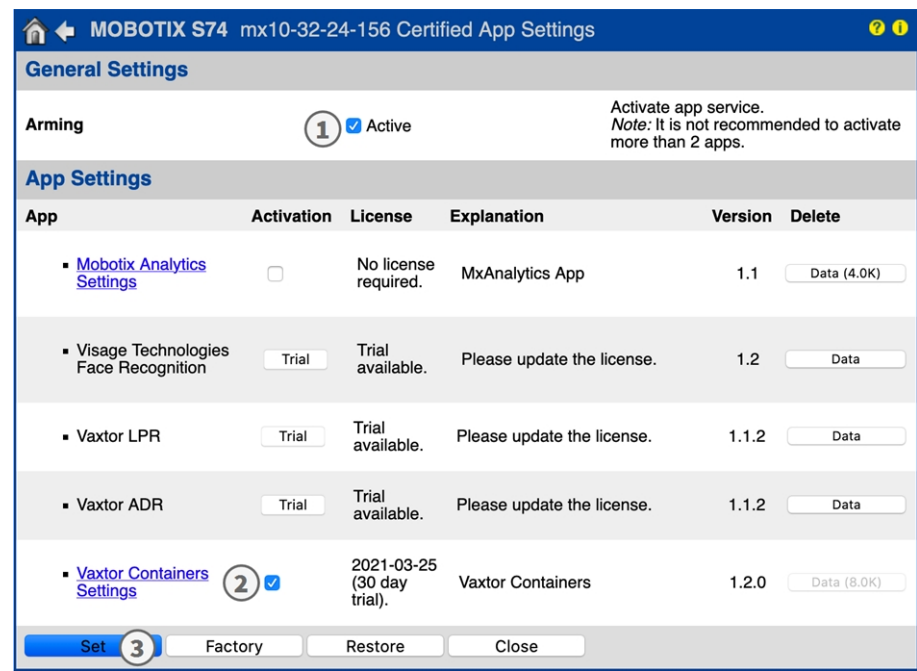 MOBOTIX S74 mx10-32-24-156 Certified App Settings ? i
General Settings
Arming 1 Active Activate app service.
Note: It is not recommended to activate
more than 2 apps.
App Settings
App Activation License Explanation Version Delete
Mobotix Analytics
Settings
No license
required.
MxAnalytics App 1.1 Data (4.0K)
Visage Technologies
Face Recognition
Trial
Trial
available.
Please update the license. 1.2 Data
Vaxtor LPR Trial
Trial
available.
Please update the license. 1.1.2 Data
Vaxtor ADR Trial
Trial
available.
Please update the license. 1.1.2 Data
Vaxtor Containers
Settings
2
2021-03-25
(30 day
trial).
Vaxtor Containers 1.2.0 Data (8.0K)
Set 3 Factory Restore Close